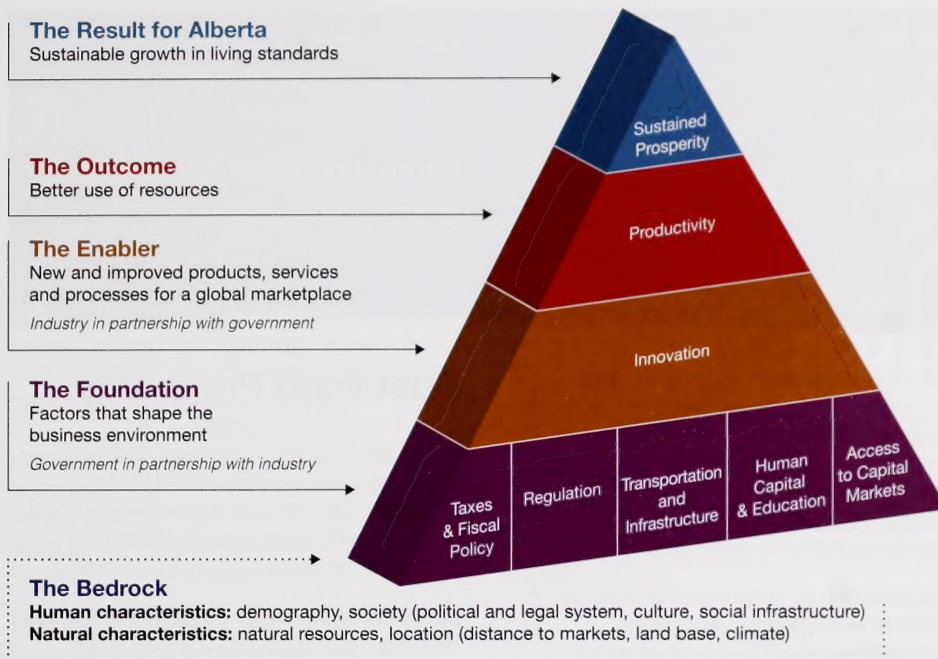 The Result for Alberta
Sustainable growth in living standards
The Outcome
Better use of resources
The Enabler
New and improved products, services
and processes for a global marketplace
Industry in partnership with government
The Foundation
Factors that shape the
business environment
Government in partnership with industry
Sustained
Prosperity
Productivity
Innovation
Taxes
& Fiscal
Policy
Regulation
Transportation
and
Infrastructure
Human
Capital
& Education
Access
to Capital
Markets
The Bedrock
Human characteristics: demography, society (political and legal system, culture, social infrastructure)
Natural characteristics: natural resources, location (distance to markets, land base, climate)